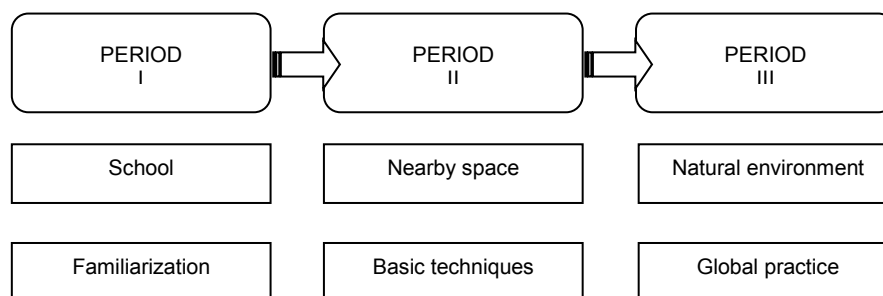 PERIOD
I
PERIOD
II
PERIOD
III
School
Nearby space
Natural environment
Familiarization
Basic techniques
Global practice